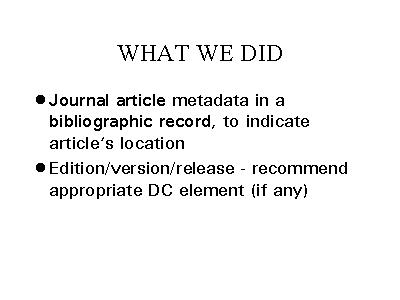 WHAT WE DID
● Journal article metadata in a
bibliographic record, to indicate
article's location
● Edition/version/release - recommend
appropriate DC element (if any)